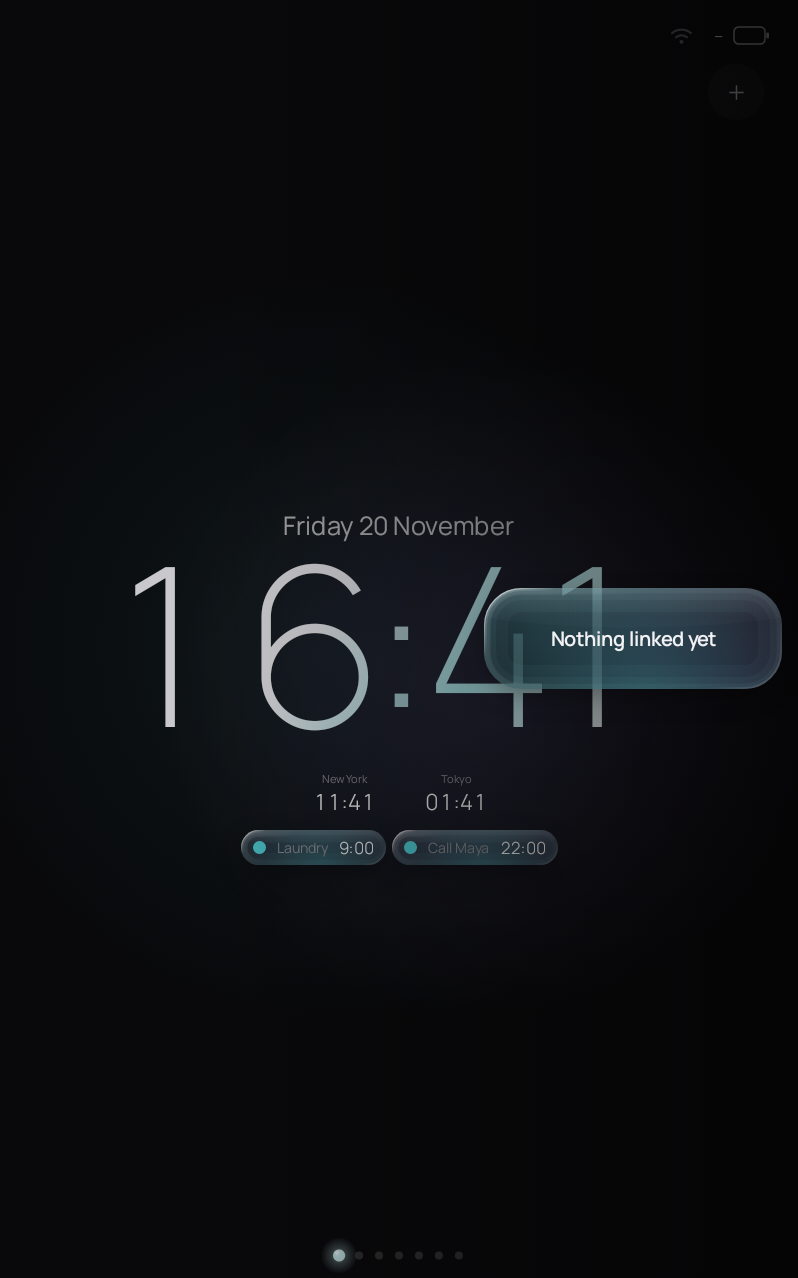 Friday 20 November
16:41
Nothing linked yet
New York Tokyo
11:41 01:41
Laundry 9:00 Call Maya 22:00